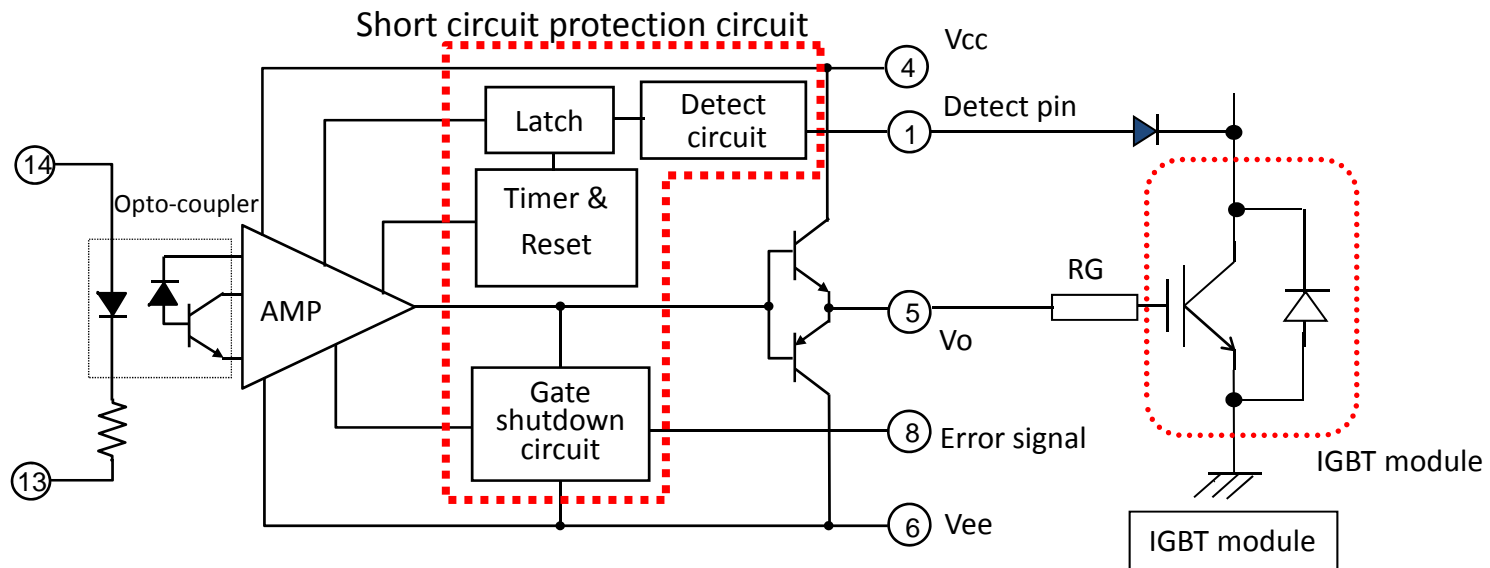 Short circuit protection circuit
Vcc
4
Detect pin
Latch
Detect
circuit
1
14
Opto-coupler
Timer &
Reset
AMP
RG
5
Vo
Gate
shutdown
circuit
8
Error signal
13
IGBT module
6
Vee
IGBT module